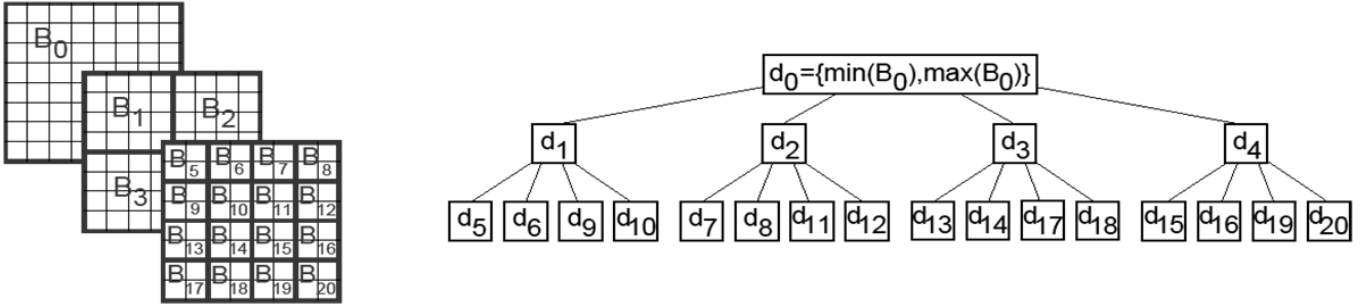 B0
B1 B2
B3
B5 B6 B7 B8
B9 B10 B11 B12
B13 B14 B15 B16
B17 B18 B19 B20
d0={min(B0),max(B0)}
d1 d2 d3 d4
d5 d6 d9 d10 d7 d8 d11 d12 d13 d14 d17 d18 d15 d16 d19 d20